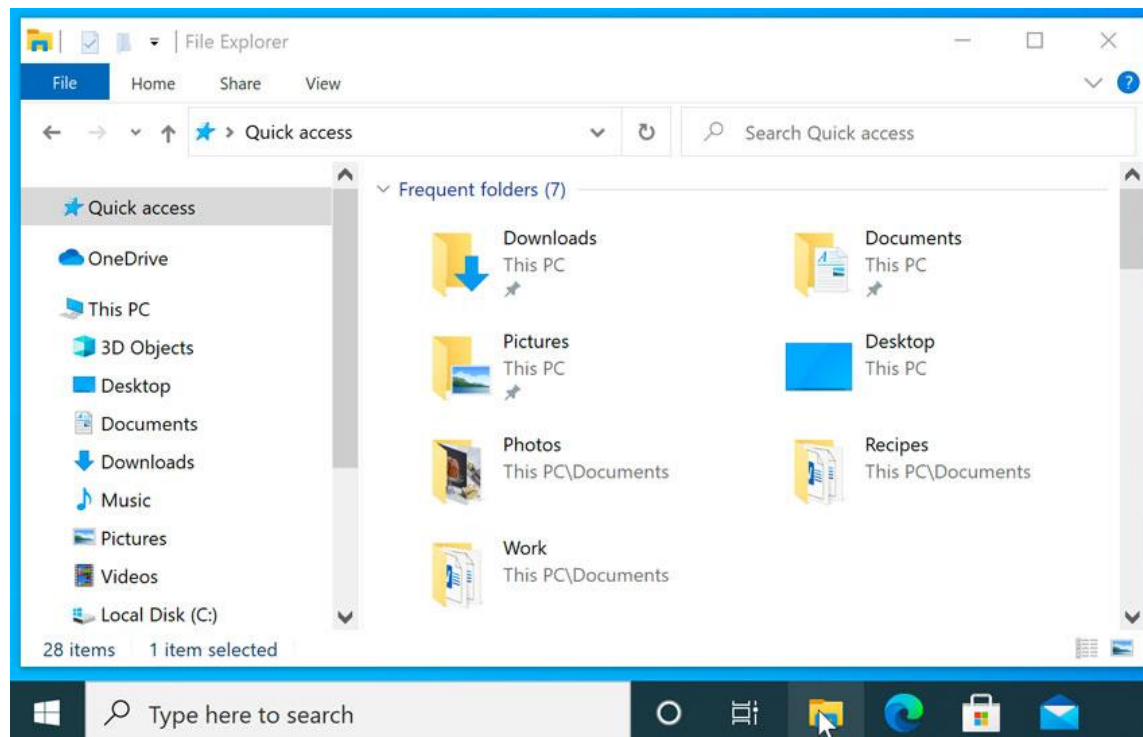 File Explorer
File Home Share View
Quick access
Search Quick access
Quick access
OneDrive
This PC
3D Objects
Desktop
Documents
Downloads
Music
Pictures
Videos
Local Disk (C:)
Frequent folders (7)
Downloads
This PC
Documents
This PC
Pictures
This PC
Desktop
This PC
Photos
This PC\Documents
Recipes
This PC\Documents
Work
This PC\Documents
28 items 1 item selected
Type here to search